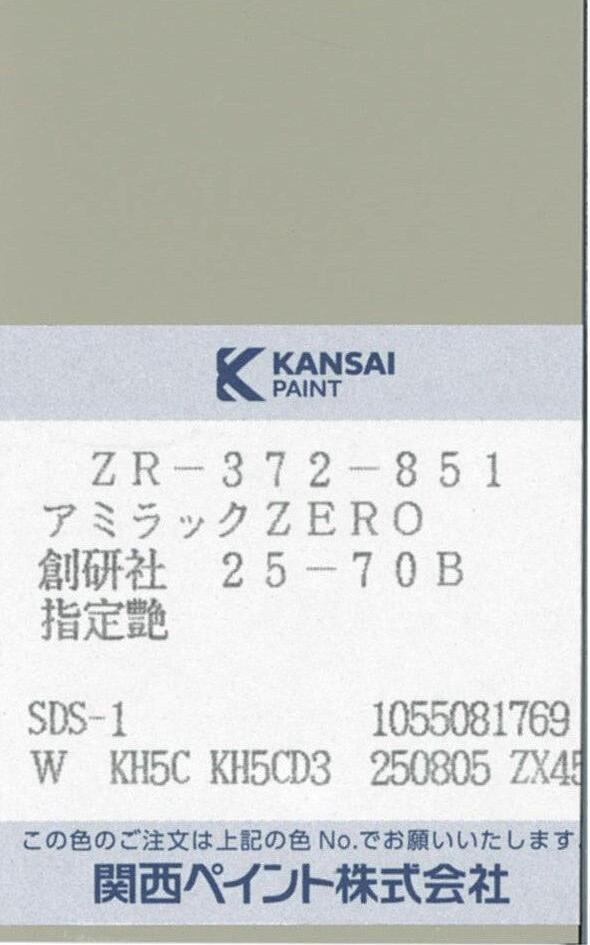 KANSAI
PAINT
ZR-372-851
アミラックZERO
創研社 25-70B
指定艶
SDS-1 1055081769
W KH5C KH5CD3 250805 ZX45
この色のご注文は上記の色 No.でお願いいたします.
関西ペイント株式会社